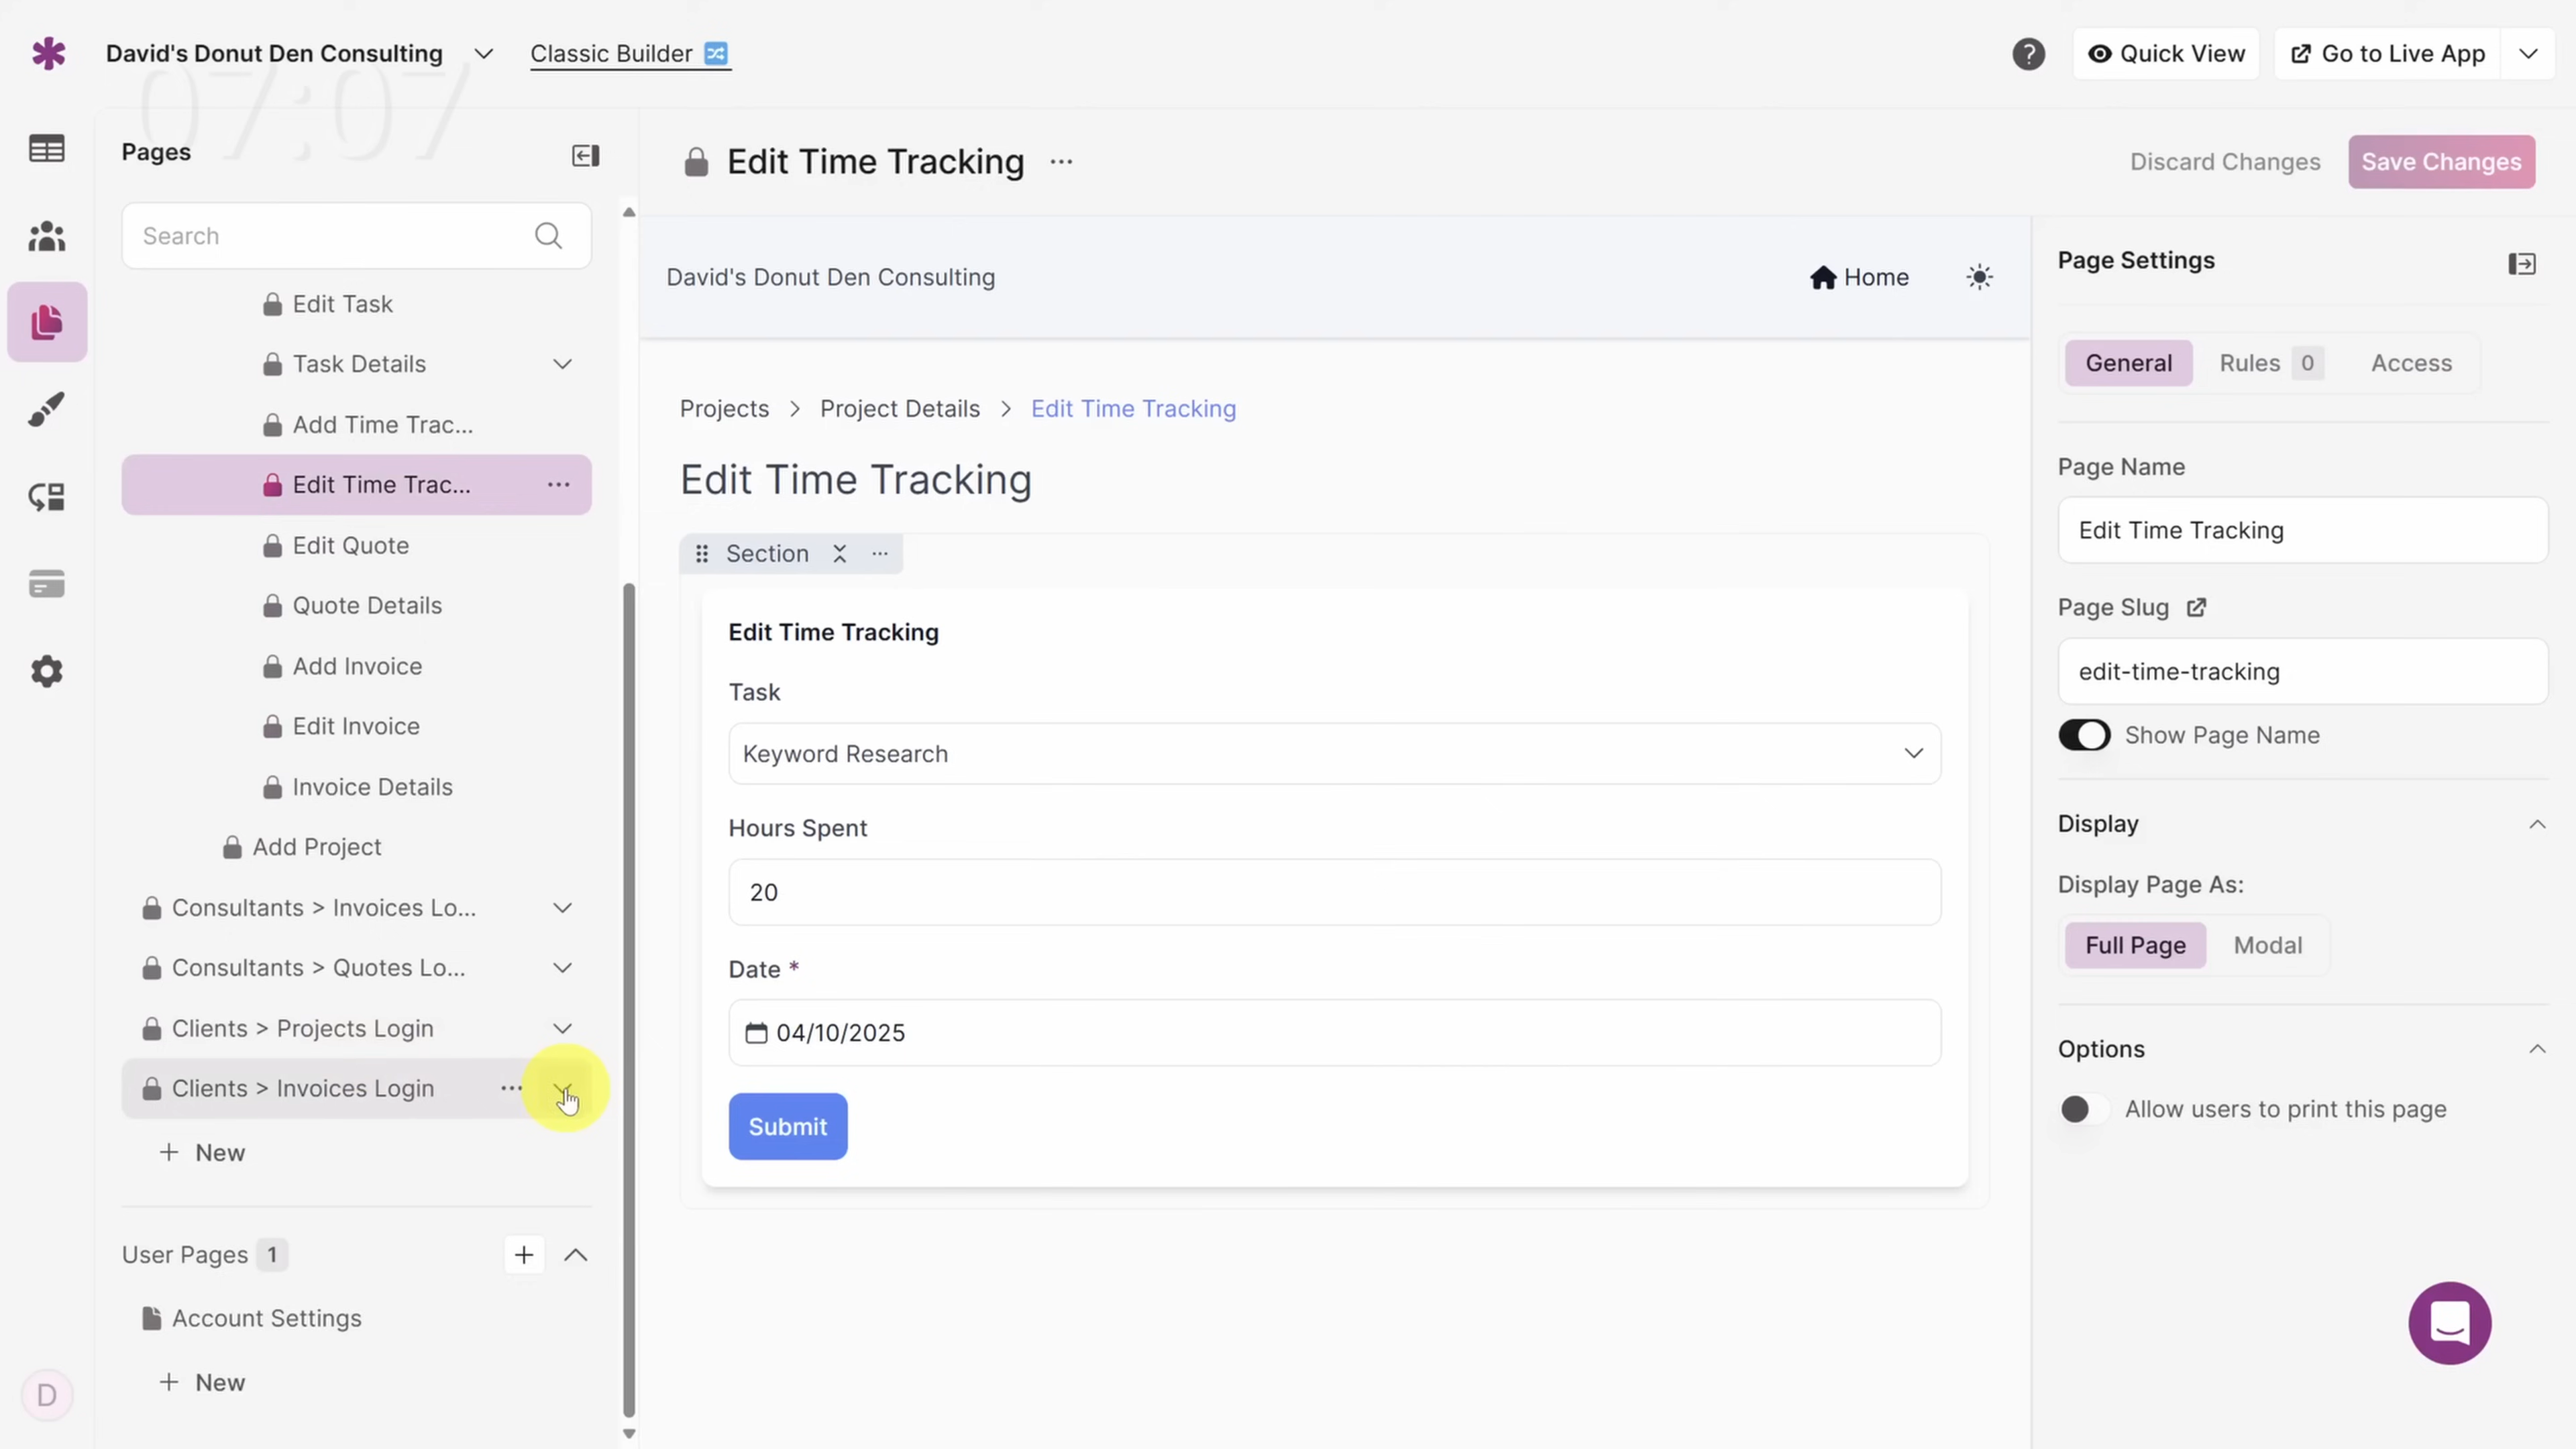 David's Donut Den Consulting
Classic Builder
? Quick View
Go to Live App
07:07
Pages
Search
Edit Task
Task Details
Add Time Trac...
Edit Time Trac... ...
Edit Quote
Quote Details
Add Invoice
Edit Invoice
Invoice Details
Add Project
Consultants > Invoices Lo...
Consultants > Quotes Lo...
Clients > Projects Login
Clients > Invoices Login ...
+ New
User Pages 1 +
Account Settings
+ New
D
Edit Time Tracking ...
Discard Changes
Save Changes
David's Donut Den Consulting
Home
Projects > Project Details > Edit Time Tracking
Edit Time Tracking
Section ...
Edit Time Tracking
Task
Keyword Research
Hours Spent
20
Date *
04/10/2025
Submit
Page Settings
General Rules 0 Access
Page Name
Edit Time Tracking
Page Slug
edit-time-tracking
Show Page Name
Display
Display Page As:
Full Page Modal
Options
Allow users to print this page